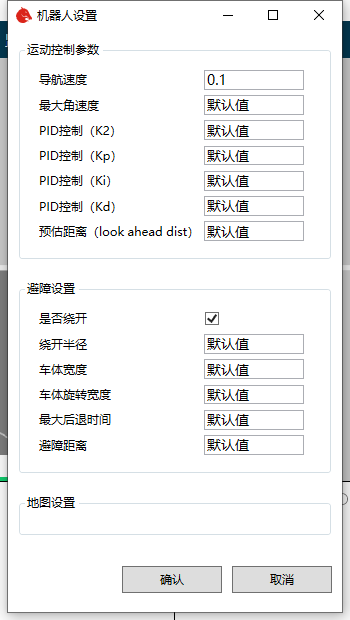 机器人设置
运动控制参数
导航速度 0.1
最大角速度 默认值
PID控制（K2） 默认值
PID控制（Kp） 默认值
PID控制（Ki） 默认值
PID控制（Kd） 默认值
预估距离（look ahead dist） 默认值
避障设置
是否绕开
绕开半径 默认值
车体宽度 默认值
车体旋转宽度 默认值
最大后退时间 默认值
避障距离 默认值
地图设置
确认 取消